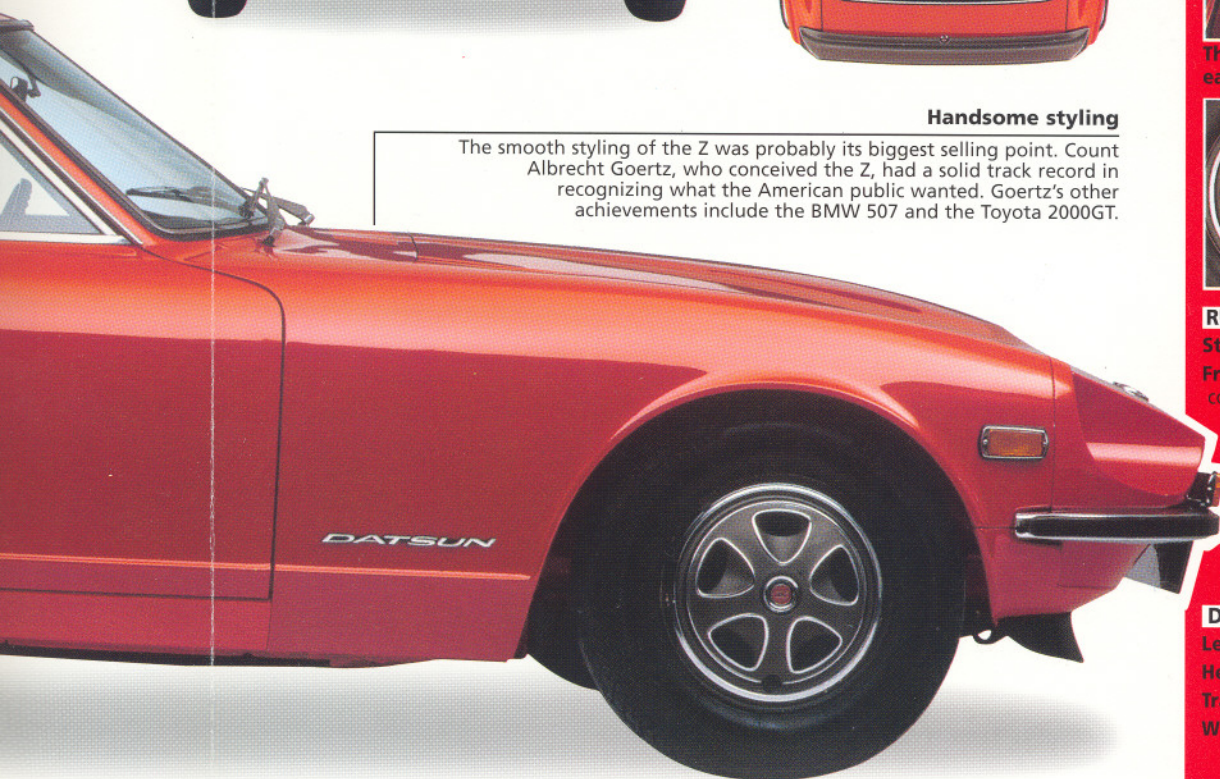 Handsome styling
The smooth styling of the Z was probably its biggest selling point. Count
Albrecht Goertz, who conceived the Z, had a solid track record in
recognizing what the American public wanted. Goertz's other
achievements include the BMW 507 and the Toyota 2000GT.
DATSUN